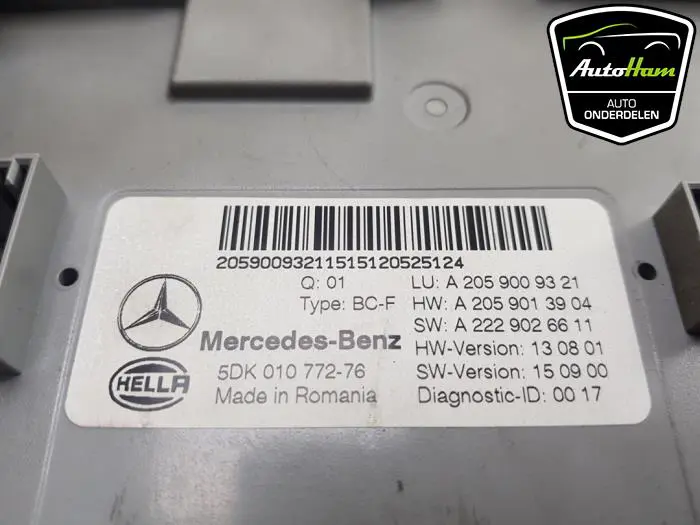 AutoHam
AUTO
ONDERDELEN
2059009321151512052 5124
Q: 01
LU: A 205 900 93 21
Type: BC-F
HW: A 205 901 39 04
SW: A 222 902 66 11
Mercedes-Benz
HW-Version: 13 08 01
HELLA
5DK 010 772-76
SW-Version: 15 09 00
Made in Romania
Diagnostic-ID: 00 17